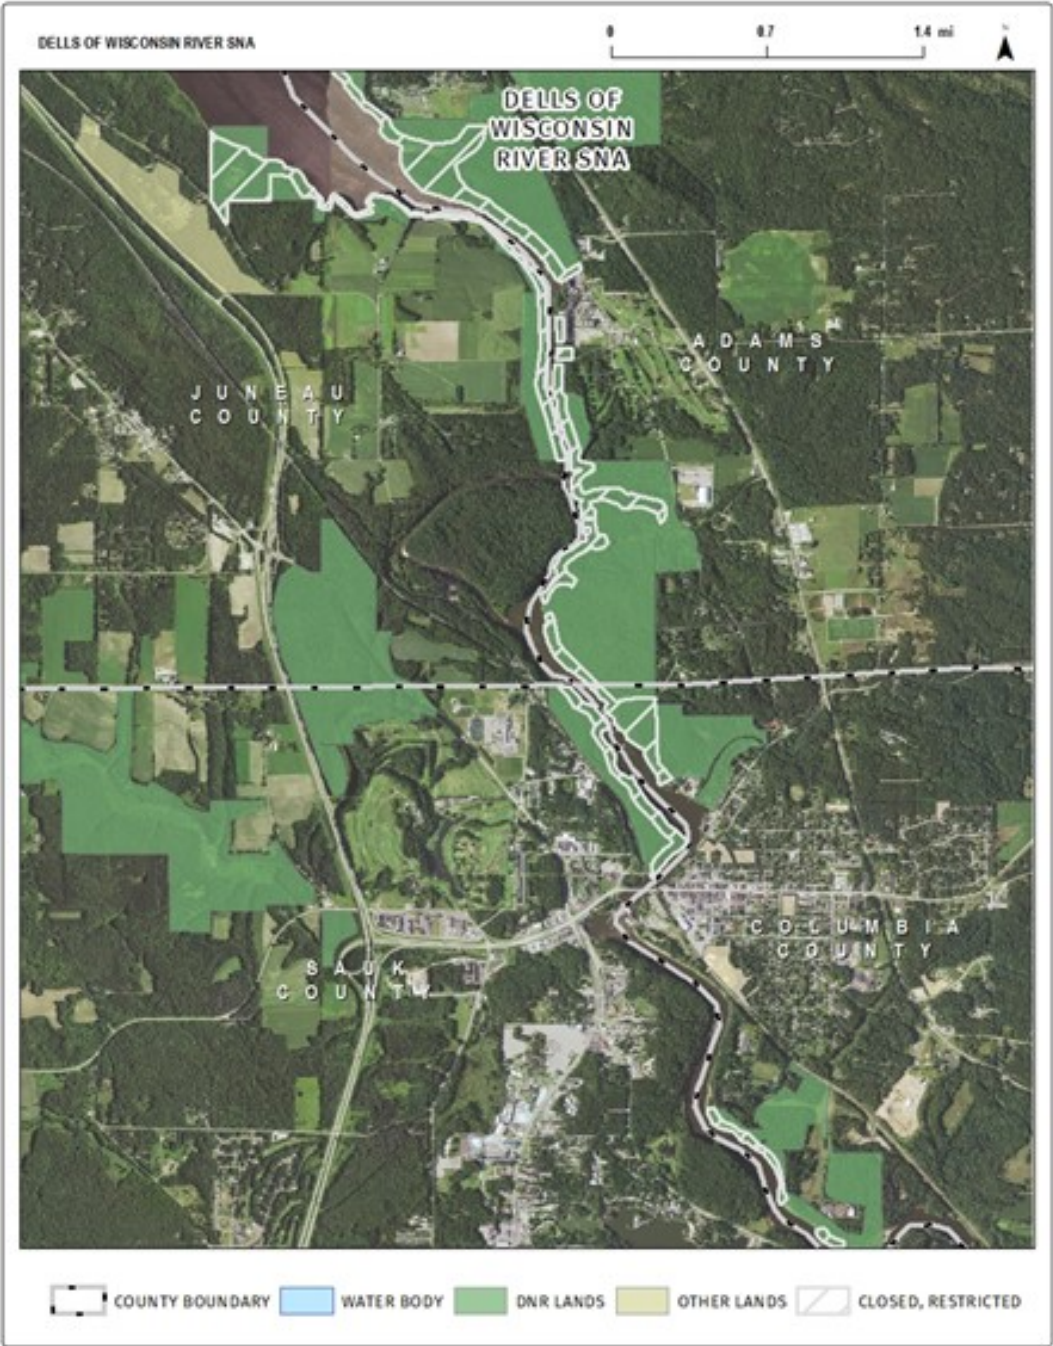 DELLS OF WISCONSIN RIVER SNA
0 0.7 1.4 mi
N
DELLS OF
WISCONSIN
RIVER SNA
ADAMS
COUNTY
JUNEAU
COUNTY
COLUMBIA
COUNTY
SAUK
COUNTY
COUNTY BOUNDARY WATER BODY DNR LANDS OTHER LANDS CLOSED, RESTRICTED